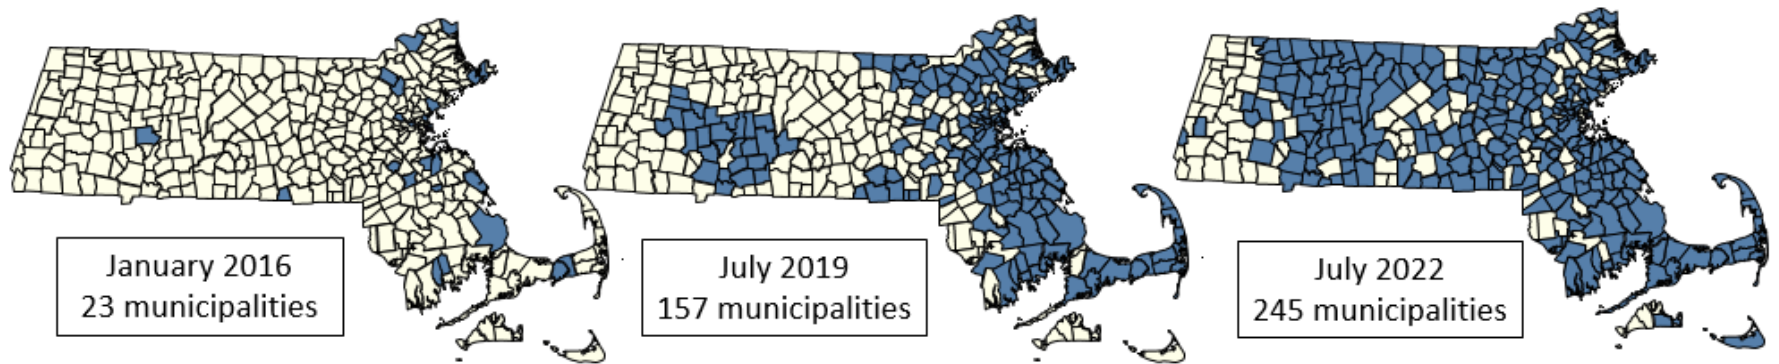 January 2016
23 municipalities
July 2019
157 municipalities
July 2022
245 municipalities